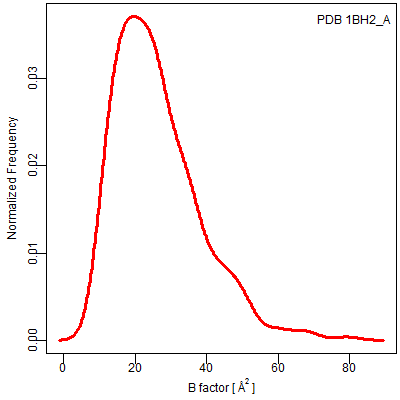 PDB 1BH2_A
Normalized Frequency
0.03
0.02
0.01
0.00
0 20 40 60 80
B factor [ Å² ]